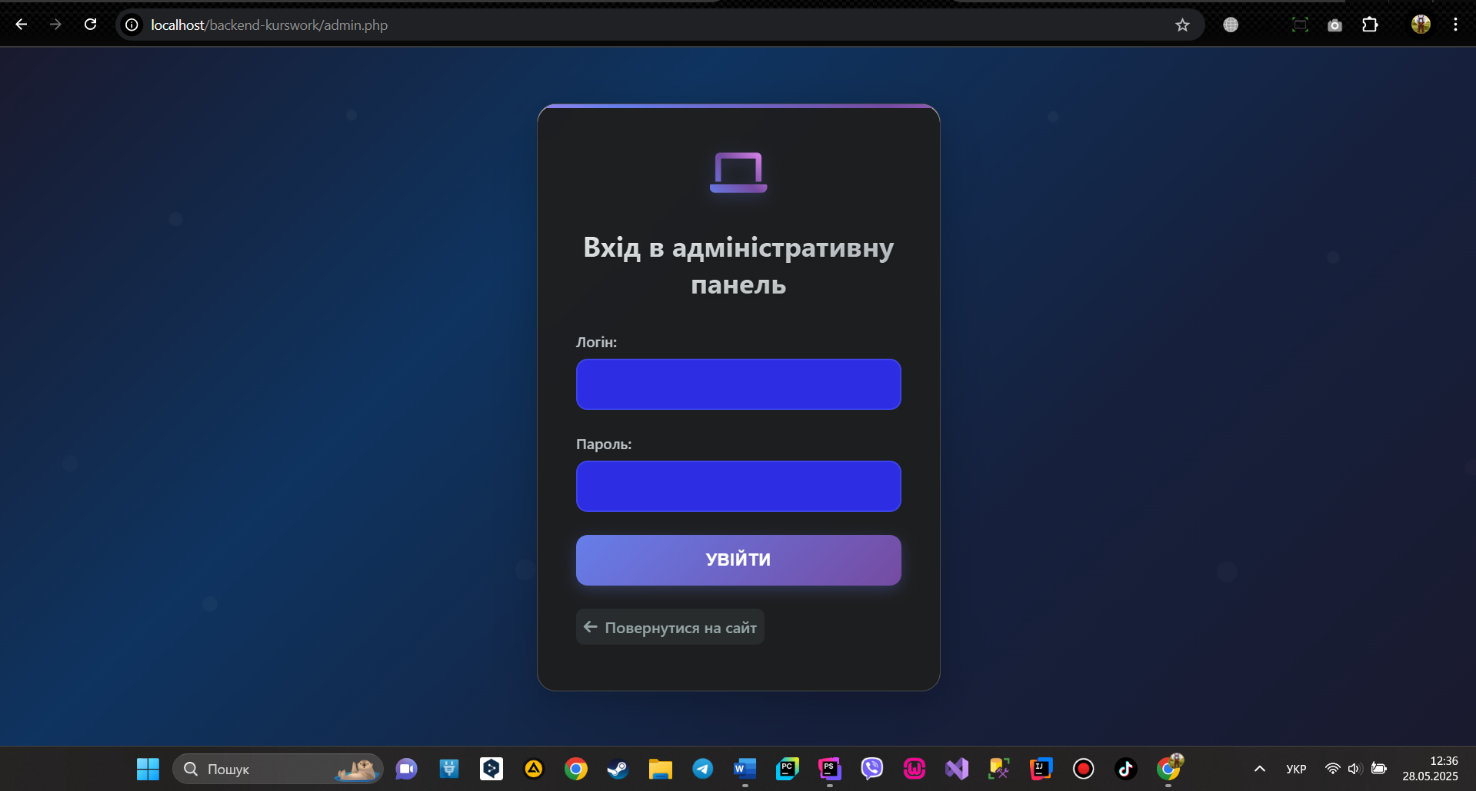 localhost/backend-kurswork/admin.php
Вхід в адміністративну
панель
Логін:
Пароль:
УВІЙТИ
← Повернутися на сайт
Пошук
УКР
12:36
28.05.2025